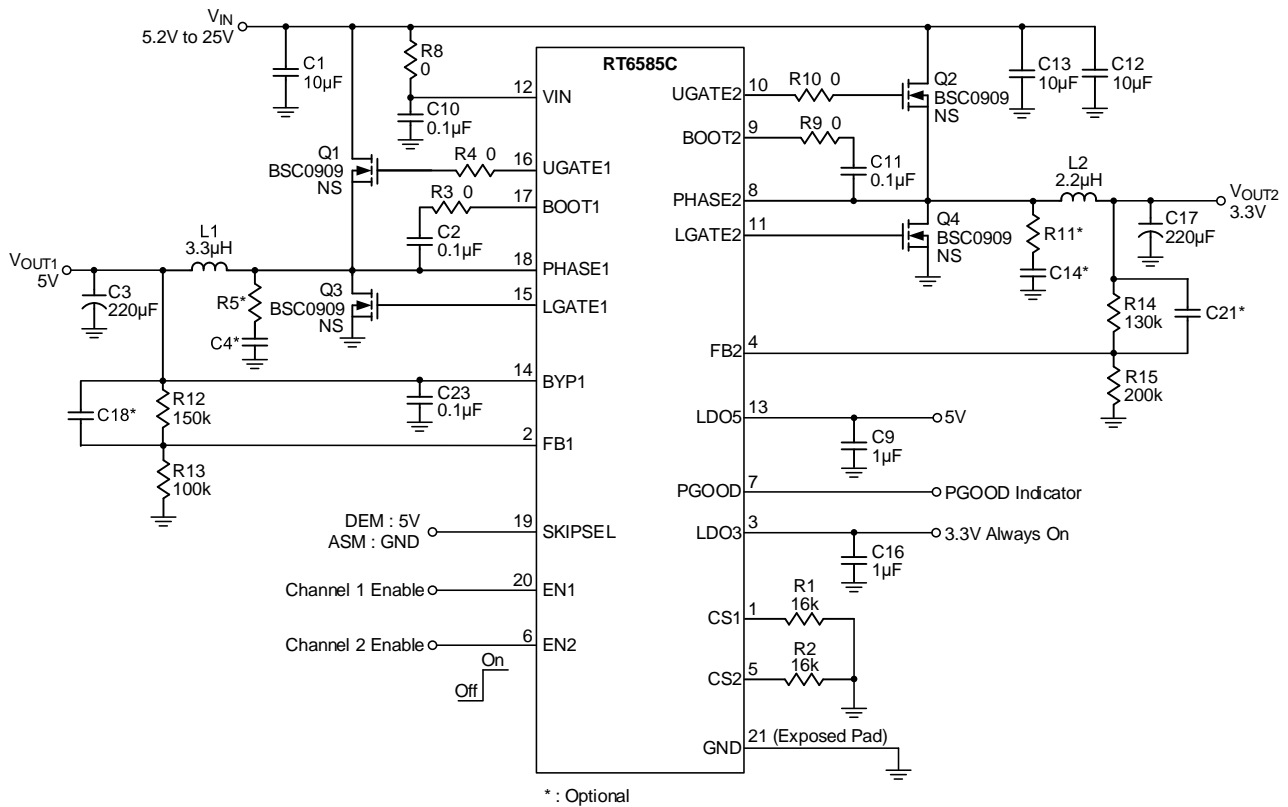 VIN
5.2V to 25V
C1
10µF
R8
0
C10
0.1µF
12
VIN
RT6585C
UGATE2
10
R10 0
Q2
BSC0909
NS
C13
10µF
C12
10µF
BOOT2
9
R9 0
C11
0.1µF
Q1
BSC0909
NS
R4 0
16
UGATE1
R3 0
17
BOOT1
C2
0.1µF
PHASE2
8
L2
2.2µH
VOUT2
3.3V
C17
220µF
LGATE2
11
Q4
BSC0909
NS
R11*
C14*
L1
3.3µH
VOUT1
5V
C3
220µF
18
PHASE1
R5*
C4*
Q3
BSC0909
NS
15
LGATE1
R14
130k
C21*
FB2
4
R15
200k
14
BYP1
C23
0.1µF
C18*
R12
150k
2
FB1
R13
100k
LDO5
13
5V
C9
1µF
PGOOD
7
PGOOD Indicator
DEM : 5V
ASM : GND
19
SKIPSEL
LDO3
3
3.3V Always On
C16
1µF
Channel 1 Enable
20
EN1
R1
16k
CS1
1
Channel 2 Enable
6
EN2
On
Off
R2
16k
CS2
5
GND
21 (Exposed Pad)
* : Optional